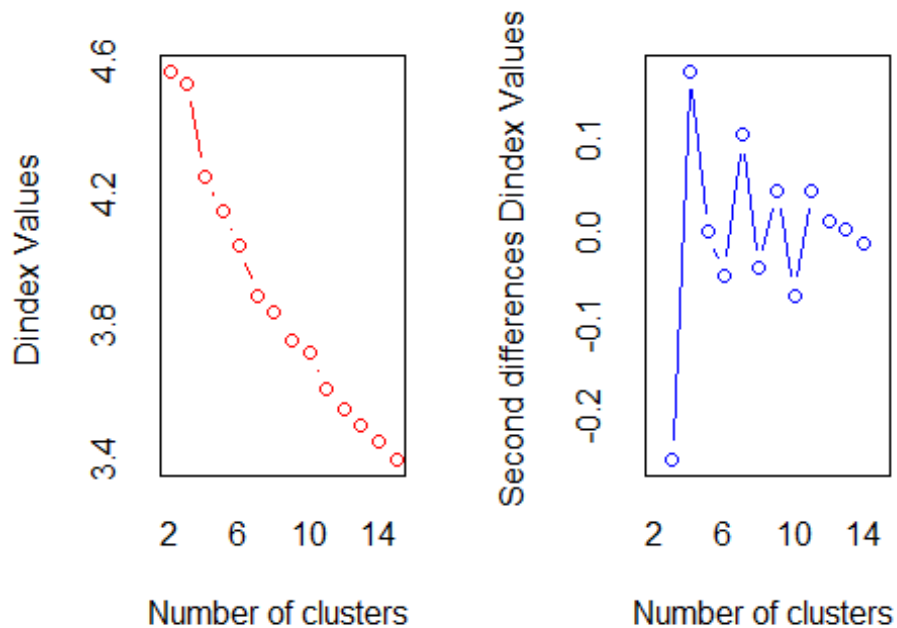 Dindex Values
4.6
4.2
3.8
3.4
2 6 10 14
Number of clusters
Second differences Dindex Values
0.1
0.0
-0.1
-0.2
2 6 10 14
Number of clusters